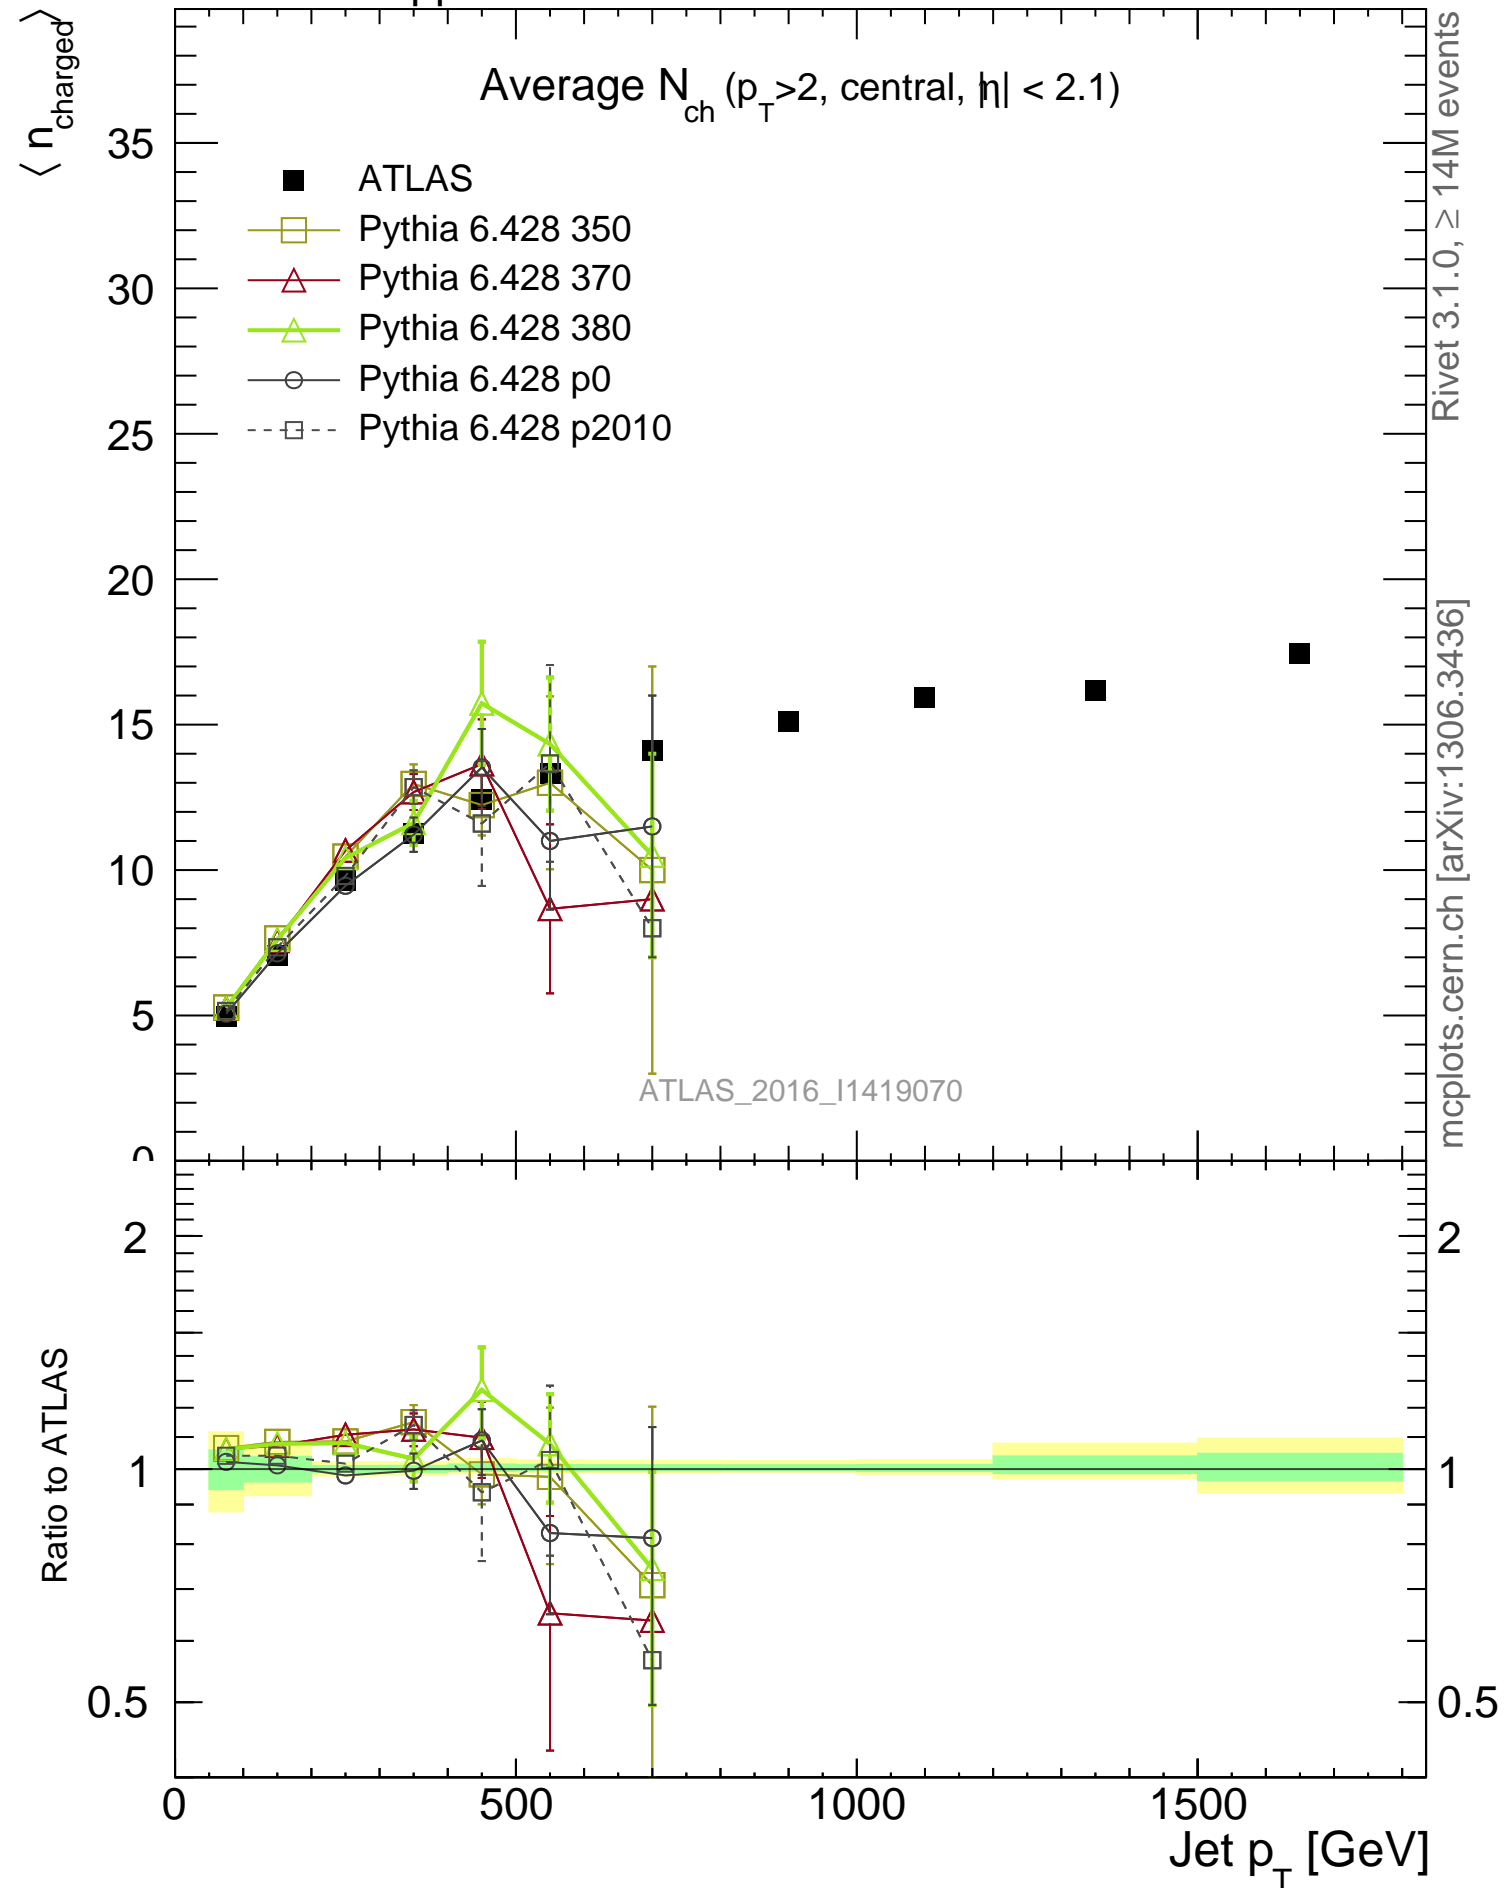 ⟨ n_charged ⟩
Average N_ch (p_T>2, central, |η| < 2.1)
35
30
25
20
15
10
5
0
ATLAS
Pythia 6.428 350
Pythia 6.428 370
Pythia 6.428 380
Pythia 6.428 p0
Pythia 6.428 p2010
ATLAS_2016_I1419070
Rivet 3.1.0, ≥ 14M events
mcplots.cern.ch [arXiv:1306.3436]
Ratio to ATLAS
2
1
0.5
2
1
0.5
0
500
1000
1500
Jet p_T [GeV]